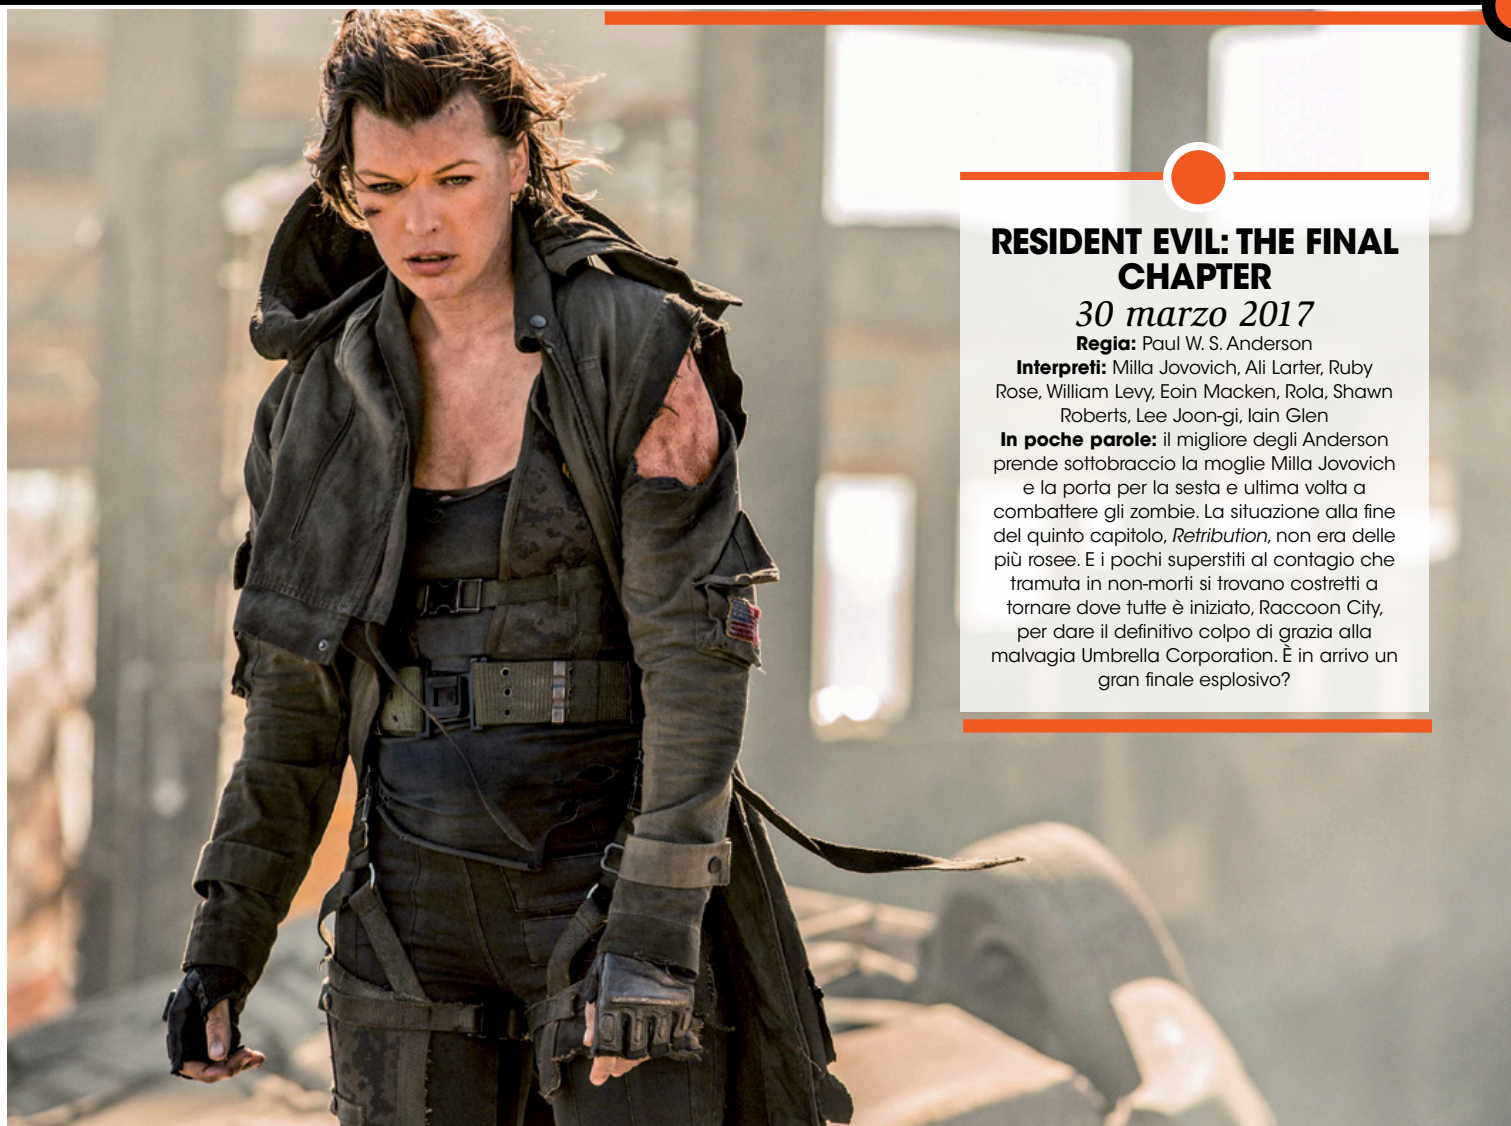 RESIDENT EVIL: THE FINAL
CHAPTER
30 marzo 2017
Regia: Paul W. S. Anderson
Interpreti: Milla Jovovich, Ali Larter, Ruby
Rose, William Levy, Eoin Macken, Rola, Shawn
Roberts, Lee Joon-gi, Iain Glen
In poche parole: il migliore degli Anderson
prende sottobraccio la moglie Milla Jovovich
e la porta per la sesta e ultima volta a
combattere gli zombie. La situazione alla fine
del quinto capitolo, Retribution, non era delle
più rosee. E i pochi superstiti al contagio che
tramuta in non-morti si trovano costretti a
tornare dove tutte è iniziato, Raccoon City,
per dare il definitivo colpo di grazia alla
malvagia Umbrella Corporation. È in arrivo un
gran finale esplosivo?